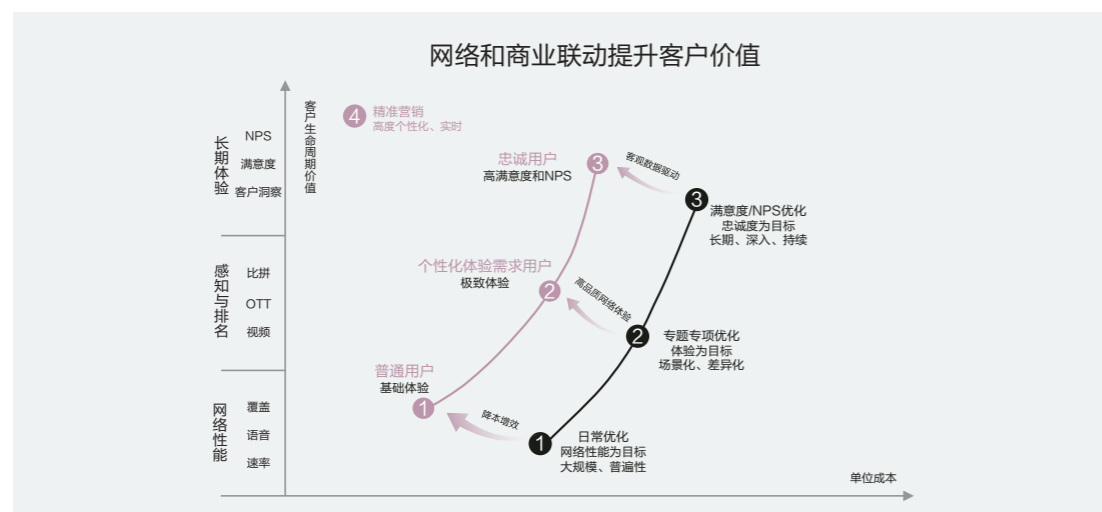 网络和商业联动提升客户价值
客户生命周期价值
长期体验
NPS
满意度
客户洞察
感知与排名
比拼
OTT
视频
网络性能
覆盖
语音
速率
4
精准营销
高度个性化、实时
忠诚用户
高满意度和NPS
3
客观数据驱动
3
满意度/NPS优化
忠诚度为目标
长期、深入、持续
个性化体验需求用户
极致体验
2
高品质网络体验
2
专题专项优化
体验为目标
场景化、差异化
普通用户
基础体验
1
降本增效
1
日常优化
网络性能为目标
大规模、普遍性
单位成本